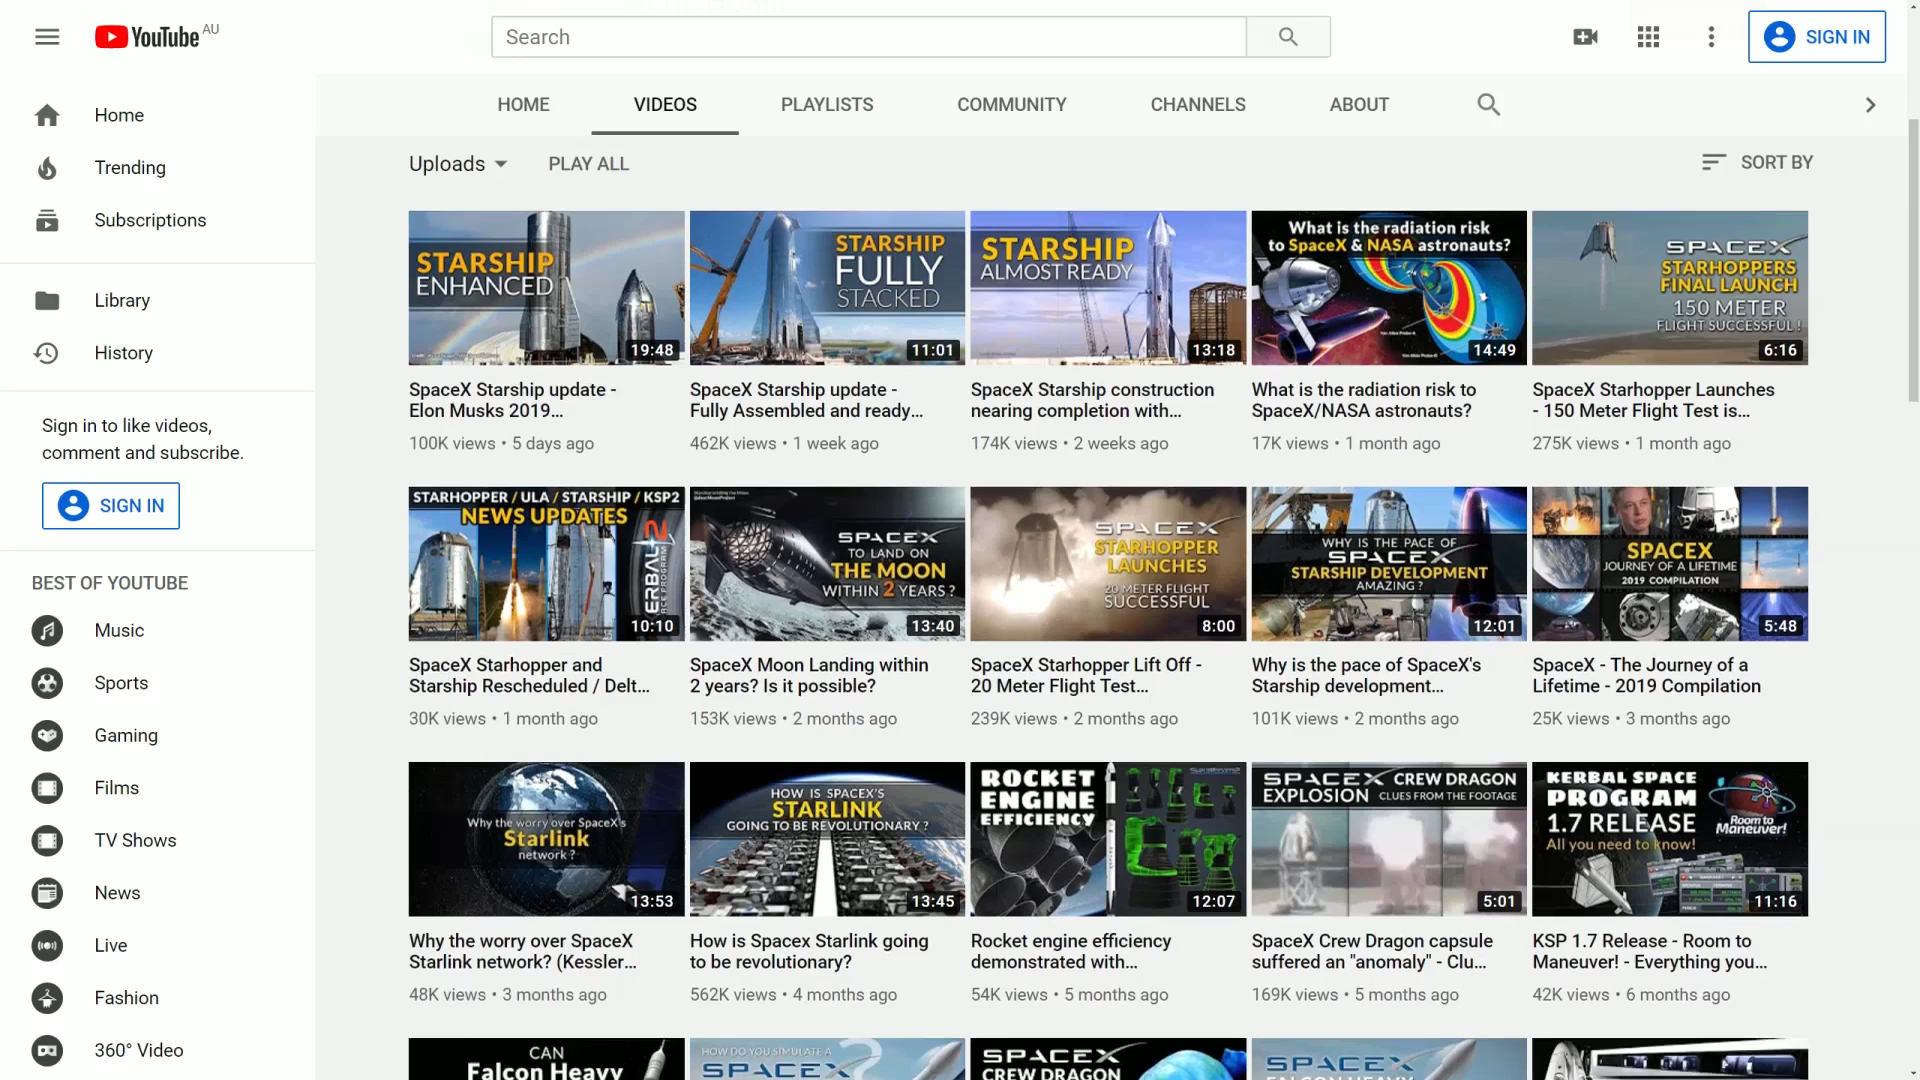 YouTube AU
Search
SIGN IN
HOME
VIDEOS
PLAYLISTS
COMMUNITY
CHANNELS
ABOUT
Home
Trending
Subscriptions
Library
History
Sign in to like videos,
comment and subscribe.
SIGN IN
BEST OF YOUTUBE
Music
Sports
Gaming
Films
TV Shows
News
Live
Fashion
360° Video
Uploads
PLAY ALL
SORT BY
STARSHIP
ENHANCED
19:48
SpaceX Starship update -
Elon Musks 2019...
100K views • 5 days ago
STARSHIP
FULLY
STACKED
11:01
SpaceX Starship update -
Fully Assembled and ready...
462K views • 1 week ago
STARSHIP
ALMOST READY
13:18
SpaceX Starship construction
nearing completion with...
174K views • 2 weeks ago
What is the radiation risk
to SpaceX & NASA astronauts?
14:49
What is the radiation risk to
SpaceX/NASA astronauts?
17K views • 1 month ago
SPACEX
STARHOPPERS
FINAL LAUNCH
150 METER
FLIGHT SUCCESSFUL !
6:16
SpaceX Starhopper Launches
- 150 Meter Flight Test is...
275K views • 1 month ago
STARHOPPER / ULA / STARSHIP / KSP2
NEWS UPDATES
ERBAL 2
10:10
SpaceX Starhopper and
Starship Rescheduled / Delt...
30K views • 1 month ago
SPACEX
TO LAND ON
THE MOON
WITHIN 2 YEARS ?
13:40
SpaceX Moon Landing within
2 years? Is it possible?
153K views • 2 months ago
SPACEX
STARHOPPER
LAUNCHES
20 METER FLIGHT
SUCCESSFUL
8:00
SpaceX Starhopper Lift Off -
20 Meter Flight Test...
239K views • 2 months ago
WHY IS THE PACE OF
SPACEX
STARSHIP DEVELOPMENT
AMAZING ?
12:01
Why is the pace of SpaceX's
Starship development...
101K views • 2 months ago
SPACEX
JOURNEY OF A LIFETIME
2019 COMPILATION
5:48
SpaceX - The Journey of a
Lifetime - 2019 Compilation
25K views • 3 months ago
Why the worry over SpaceX's
Starlink
network ?
13:53
Why the worry over SpaceX
Starlink network? (Kessler...
48K views • 3 months ago
HOW IS SPACEX'S
STARLINK
GOING TO BE REVOLUTIONARY ?
13:45
How is Spacex Starlink going
to be revolutionary?
562K views • 4 months ago
ROCKET
ENGINE
EFFICIENCY
12:07
Rocket engine efficiency
demonstrated with...
54K views • 5 months ago
SPACEX CREW DRAGON
EXPLOSION CLUES FROM THE FOOTAGE
5:01
SpaceX Crew Dragon capsule
suffered an "anomaly" - Clu...
169K views • 5 months ago
KERBAL SPACE
PROGRAM
1.7 RELEASE
All you need to know!
Room to
Maneuver!
11:16
KSP 1.7 Release - Room to
Maneuver! - Everything you...
42K views • 6 months ago
CAN
Falcon Heavy
HOW DO YOU SIMULATE A
SPACEX
SPACEX
CREW DRAGON
SPACEX
FALCON HEAVY